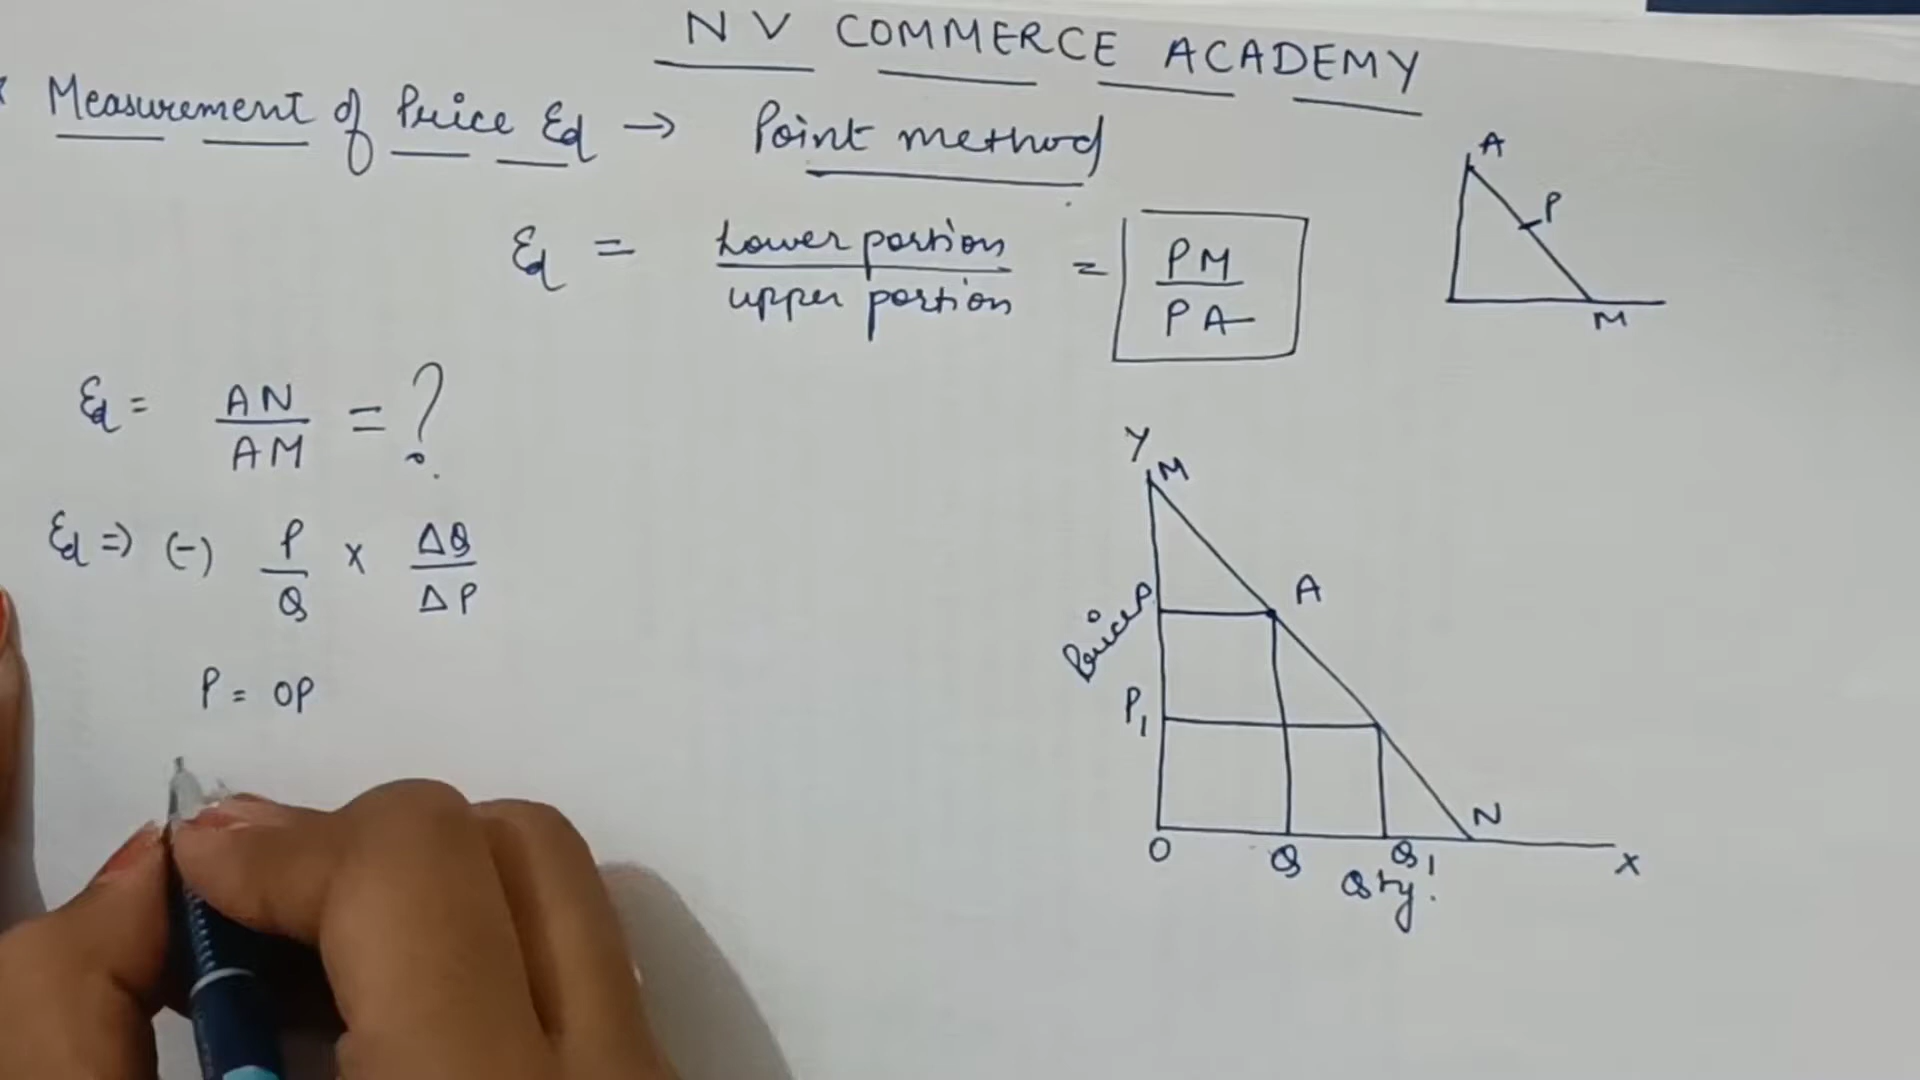 NV COMMERCE ACADEMY
Measurement of Price Ed → Point method
Ed = Lower portion / upper portion = PM / PA
A
P
M
Ed = AN / AM = ?
Ed ⇒ (-) P / Q × ΔQ / ΔP
P = OP
Y
M
A
Price P
P1
N
O Q Q1 X
Qty.